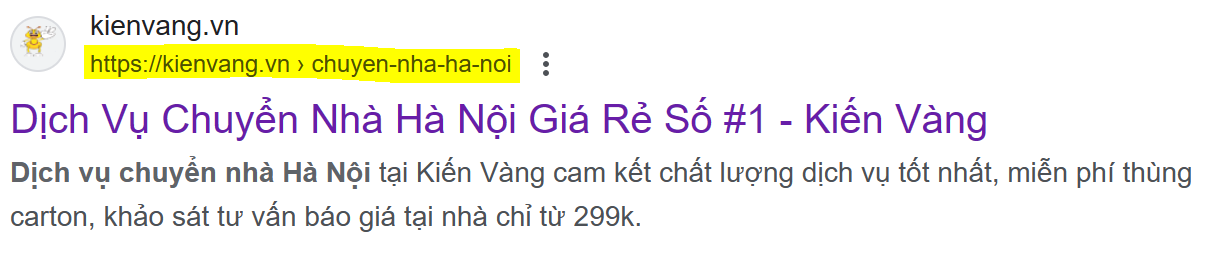 kienvang.vn
https://kienvang.vn › chuyen-nha-ha-noi
Dịch Vụ Chuyển Nhà Hà Nội Giá Rẻ Số #1 - Kiến Vàng
Dịch vụ chuyển nhà Hà Nội tại Kiến Vàng cam kết chất lượng dịch vụ tốt nhất, miễn phí thùng
carton, khảo sát tư vấn báo giá tại nhà chỉ từ 299k.